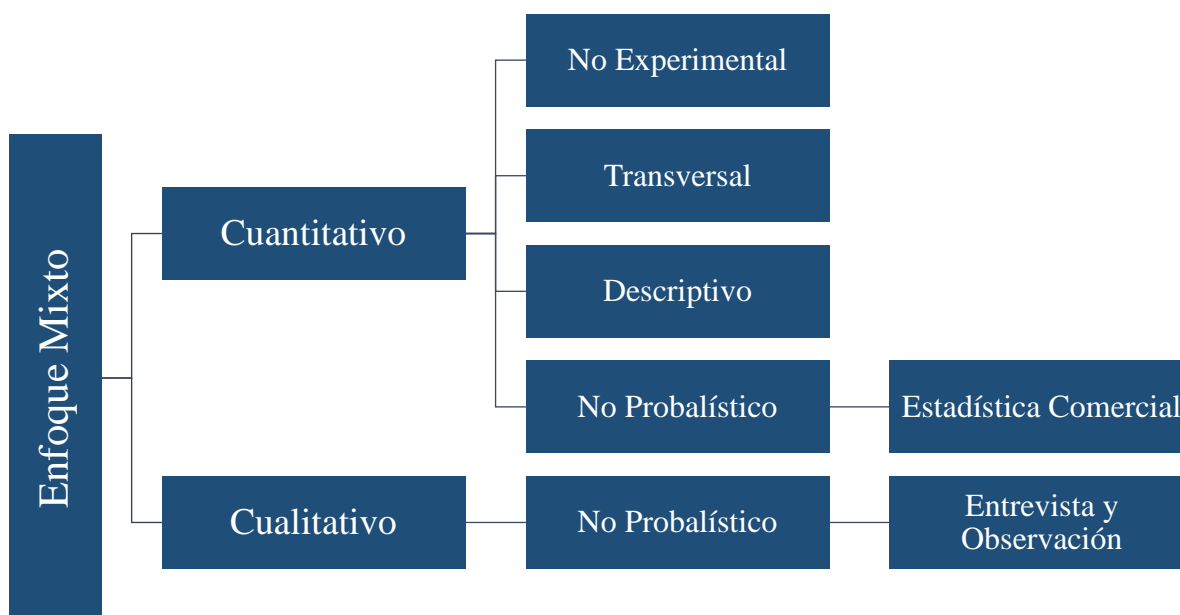 Enfoque Mixto
Cuantitativo
No Experimental
Transversal
Descriptivo
No Probalístico
Estadística Comercial
Cualitativo
No Probalístico
Entrevista y
Observación